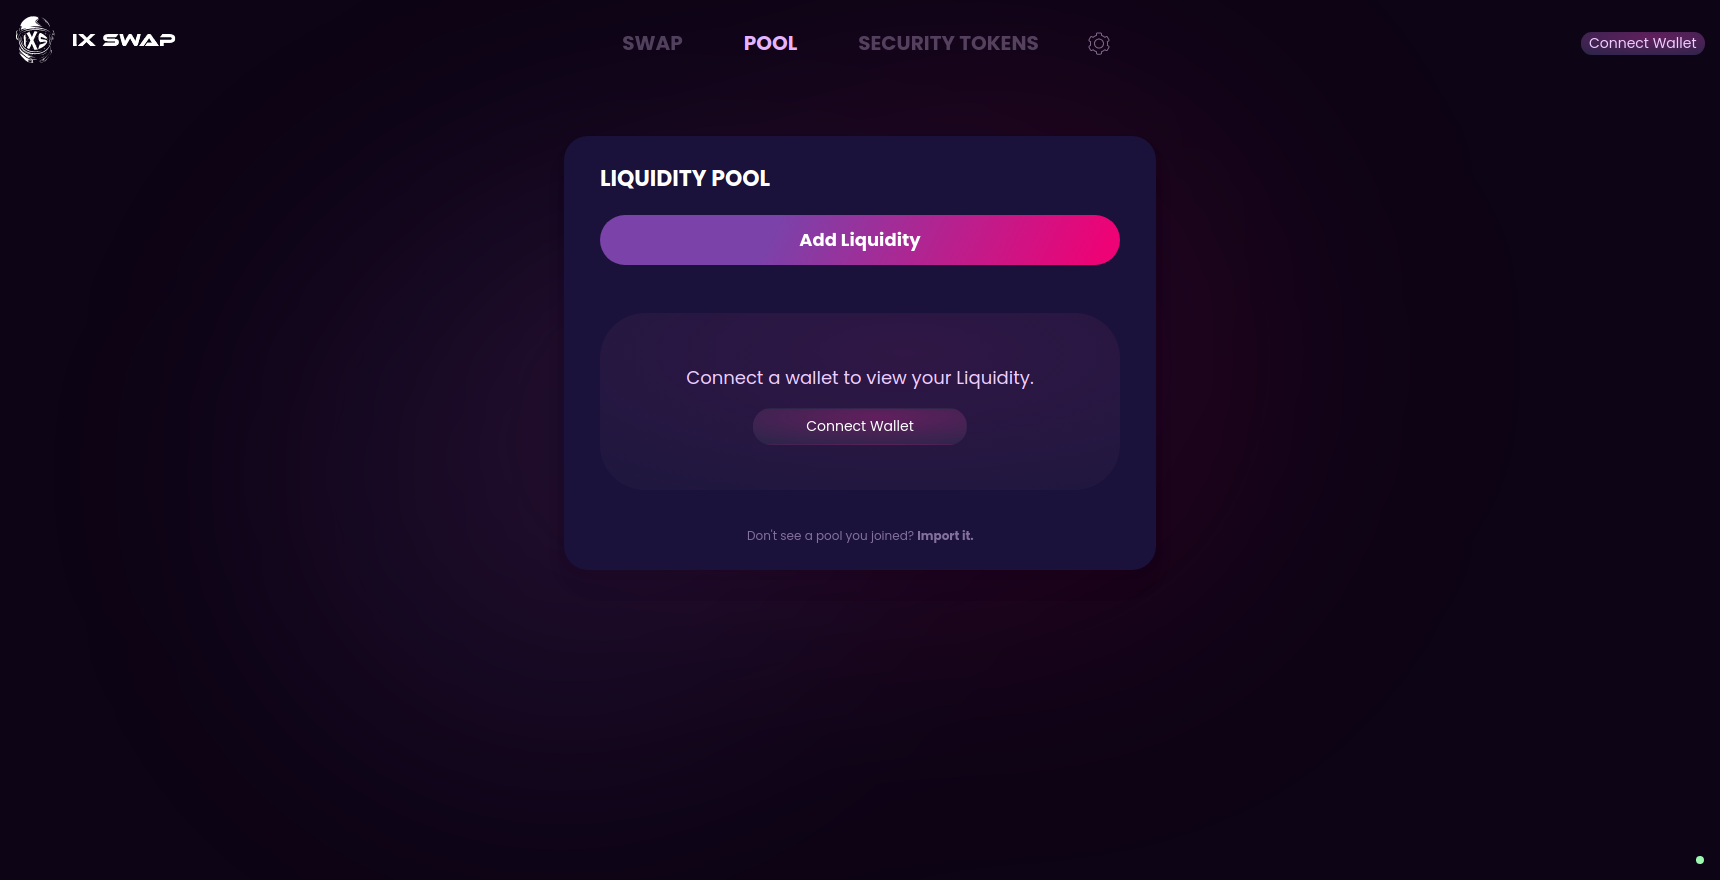 IXS
IX SWAP
SWAP
POOL
SECURITY TOKENS
Connect Wallet
LIQUIDITY POOL
Add Liquidity
Connect a wallet to view your Liquidity.
Connect Wallet
Don't see a pool you joined? Import it.